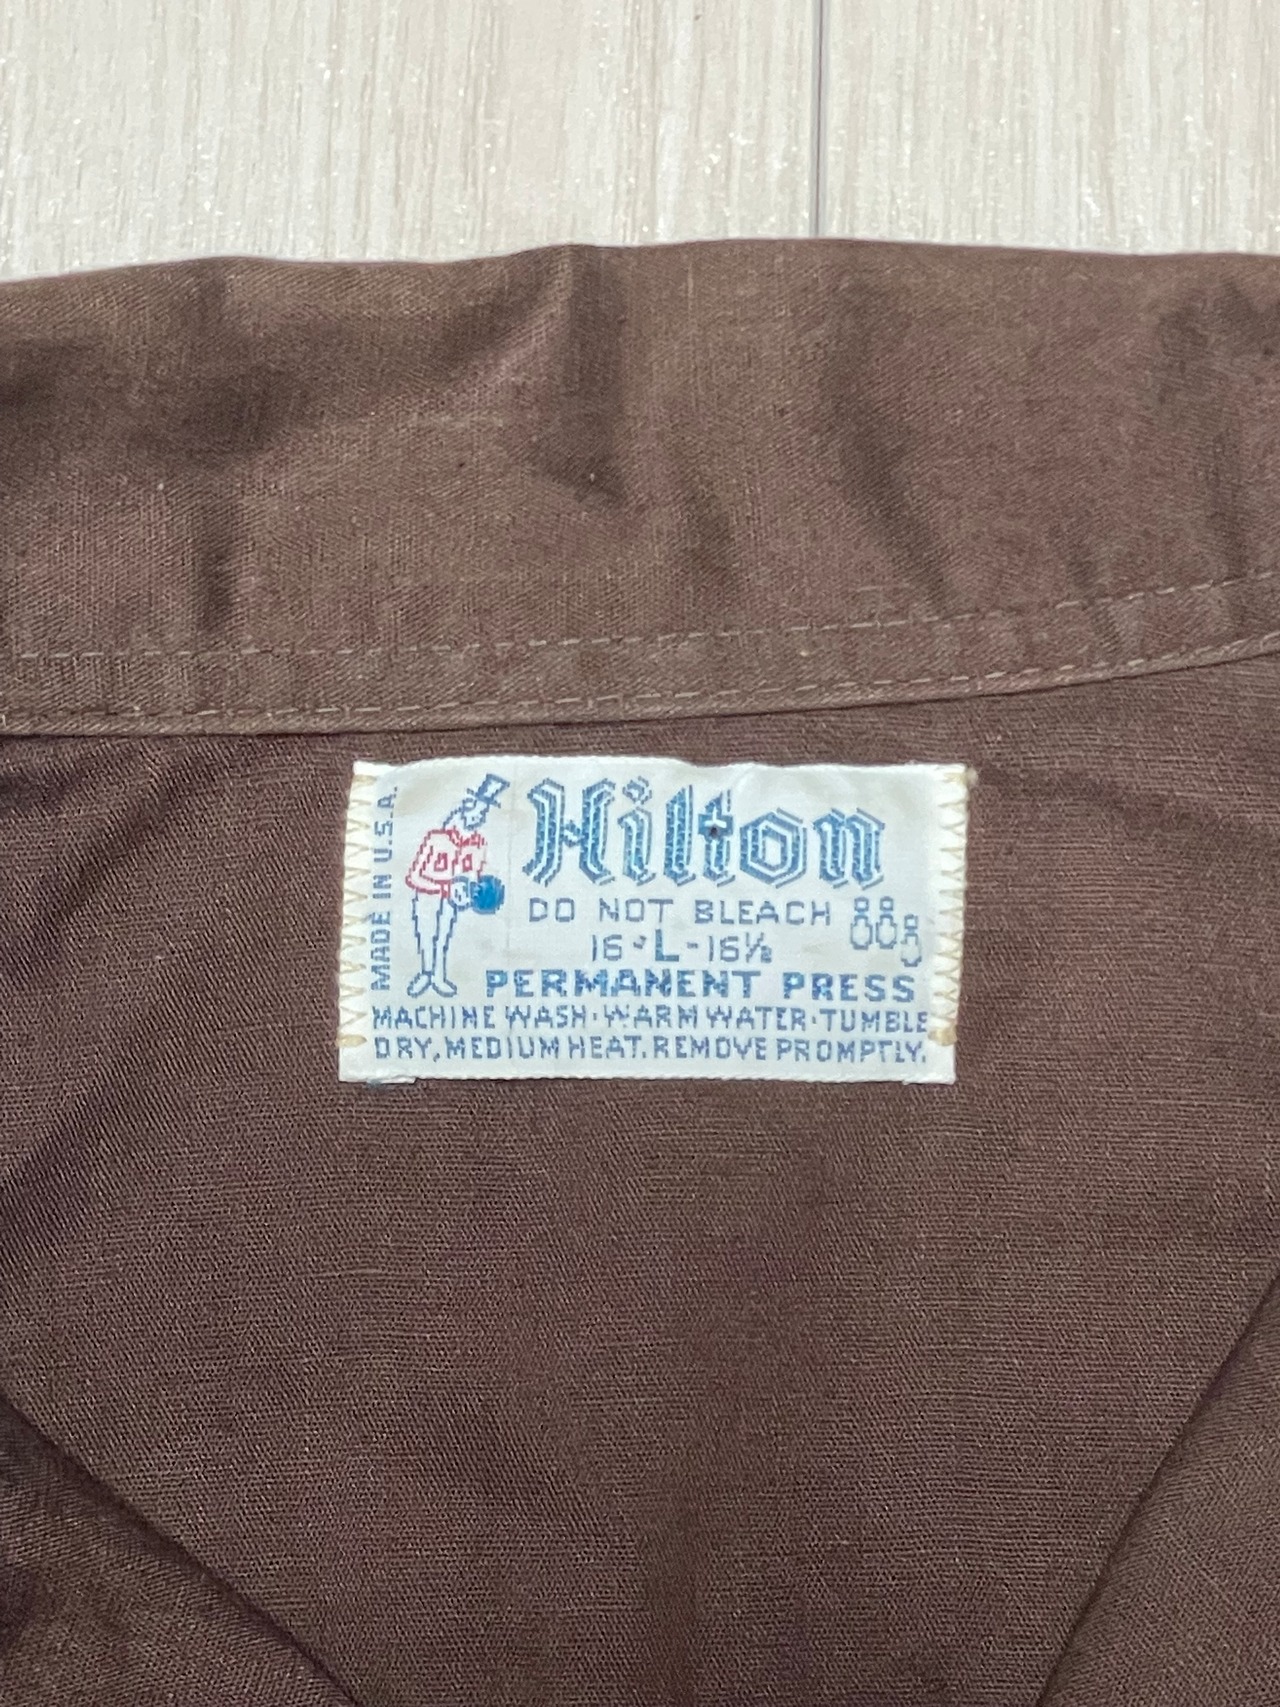 MADE IN U.S.A.
Hilton
DO NOT BLEACH
16-L-16½
PERMANENT PRESS
MACHINE WASH·WARM WATER·TUMBLE
DRY, MEDIUM HEAT. REMOVE PROMPTLY.